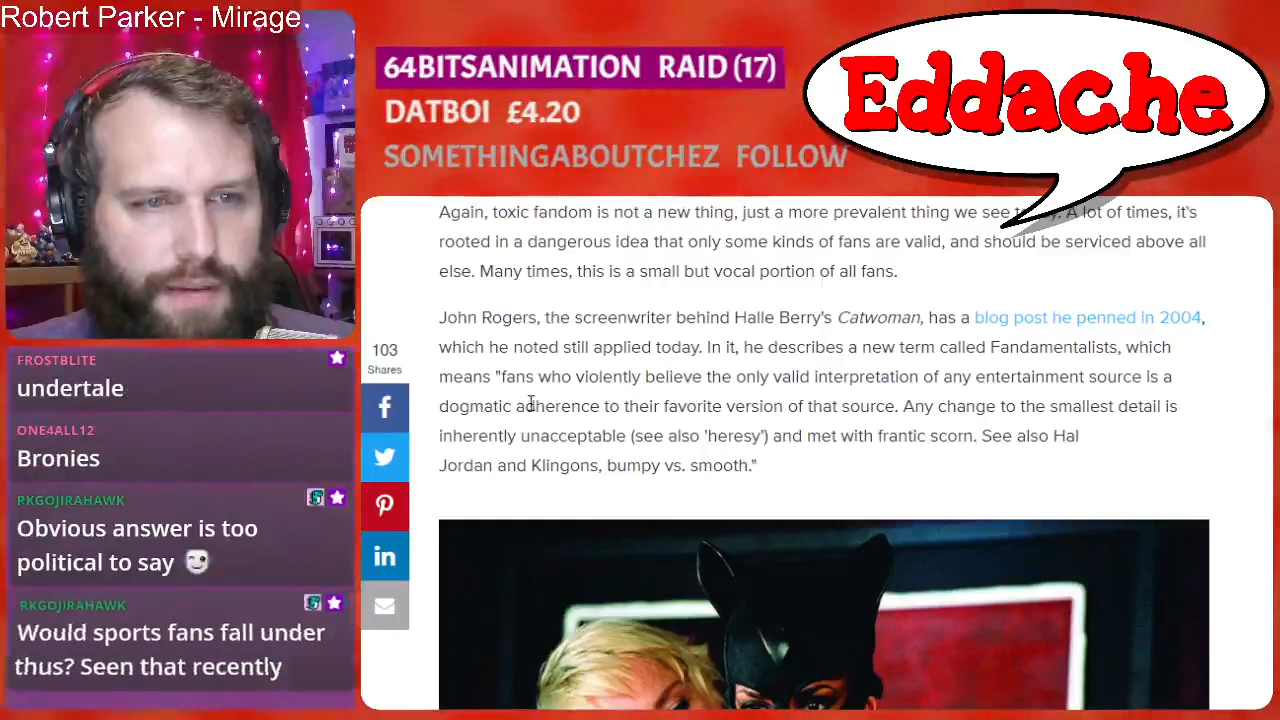 Robert Parker - Mirage.
64BITSANIMATION RAID (17)
DATBOI £4.20
SOMETHINGABOUTCHEZ FOLLOW
Eddache
Again, toxic fandom is not a new thing, just a more prevalent thing we see A lot of times, it's
rooted in a dangerous idea that only some kinds of fans are valid, and should be serviced above all
else. Many times, this is a small but vocal portion of all fans.
John Rogers, the screenwriter behind Halle Berry's Catwoman, has a blog post he penned in 2004,
which he noted still applied today. In it, he describes a new term called Fandamentalists, which
means "fans who violently believe the only valid interpretation of any entertainment source is a
dogmatic adherence to their favorite version of that source. Any change to the smallest detail is
inherently unacceptable (see also 'heresy') and met with frantic scorn. See also Hal
Jordan and Klingons, bumpy vs. smooth."
103
Shares
FROSTBLITE
undertale
ONE4ALL12
Bronies
RKGOJIRAHAWK
Obvious answer is too
political to say
RKGOJIRAHAWK
Would sports fans fall under
thus? Seen that recently